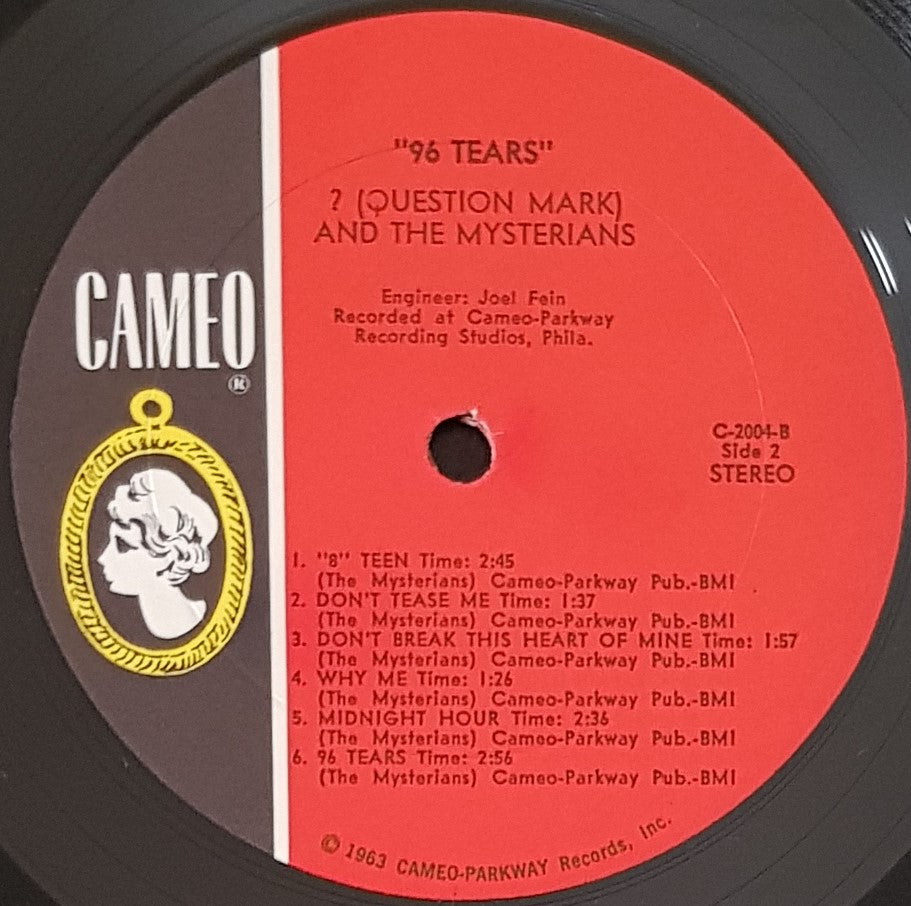 "96 TEARS"
? (QUESTION MARK)
AND THE MYSTERIANS
Engineer: Joel Fein
Recorded at Cameo-Parkway
Recording Studios, Phila.
CAMEO
®
C-2004-B
Side 2
STEREO
1. "8" TEEN Time: 2:45
(The Mysterians) Cameo-Parkway Pub.-BMI
2. DON'T TEASE ME Time: 1:37
(The Mysterians) Cameo-Parkway Pub.-BMI
3. DON'T BREAK THIS HEART OF MINE Time: 1:57
(The Mysterians) Cameo-Parkway Pub.-BMI
4. WHY ME Time: 1:26
(The Mysterians) Cameo-Parkway Pub.-BMI
5. MIDNIGHT HOUR Time: 2:36
(The Mysterians) Cameo-Parkway Pub.-BMI
6. 96 TEARS Time: 2:56
(The Mysterians) Cameo-Parkway Pub.-BMI
© 1963 CAMEO-PARKWAY Records, Inc.